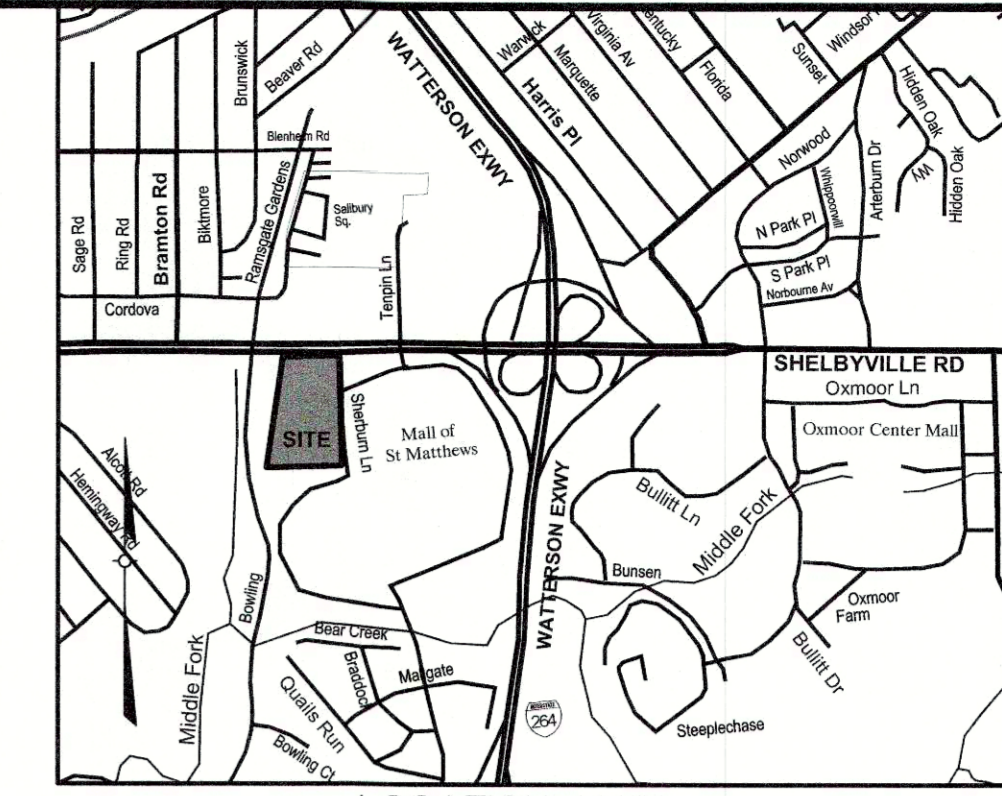 WATTERSON EXWY
Warwick
Virginia Av
Marquette
Harris Pl
Florida
Sunset
Brunswick
Beaver Rd
Hidden Oak
Hidden Oak
Wy
Blenheim Rd
Norwood
Whippoorwill
Arterburn Dr
N Park Pl
S Park Pl
Norbourne Av
Sage Rd
Ring Rd
Bramton Rd
Biktmore
Ramsgate Gardens
Salibury
Sq.
Tenpin Ln
Cordova
SHELBYVILLE RD
Oxmoor Ln
SITE
Sherburn Ln
Mall of
St Matthews
Oxmoor Center Mall
Alcott Rd
Hemingway Rd
Bullitt Ln
Middle Fork
WATTERSON EXWY
Bunsen
Oxmoor
Farm
Bowling
Bear Creek
Braddock
Margate
Bullitt Dr
Middle Fork
Quails Run
Bowling Ct
INTERSTATE
264
Steeplechase